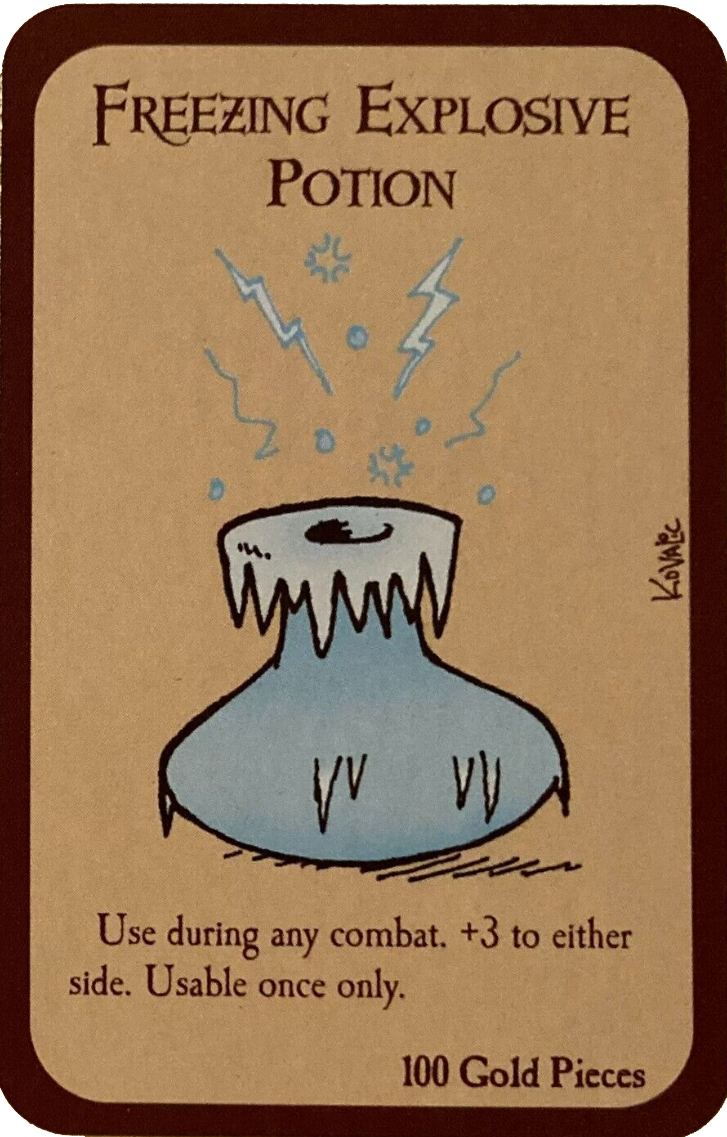 Freezing Explosive
Potion
Kovalic
Use during any combat. +3 to either
side. Usable once only.
100 Gold Pieces